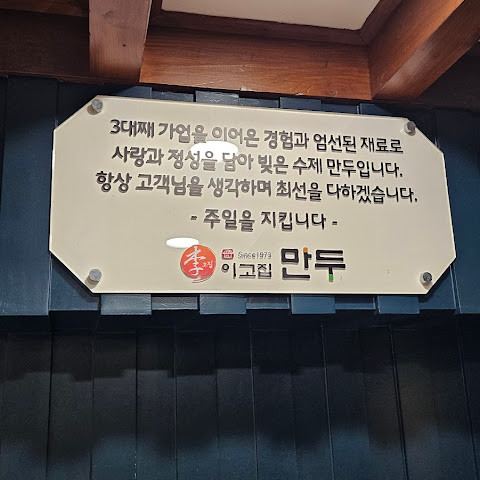 3대째 가업을 이어온 경험과 엄선된 재료로
사랑과 정성을 담아 빚은 수제 만두입니다.
항상 고객님을 생각하며 최선을 다하겠습니다.
- 주일을 지킵니다 -
李 SINCE1973
이고집 만두